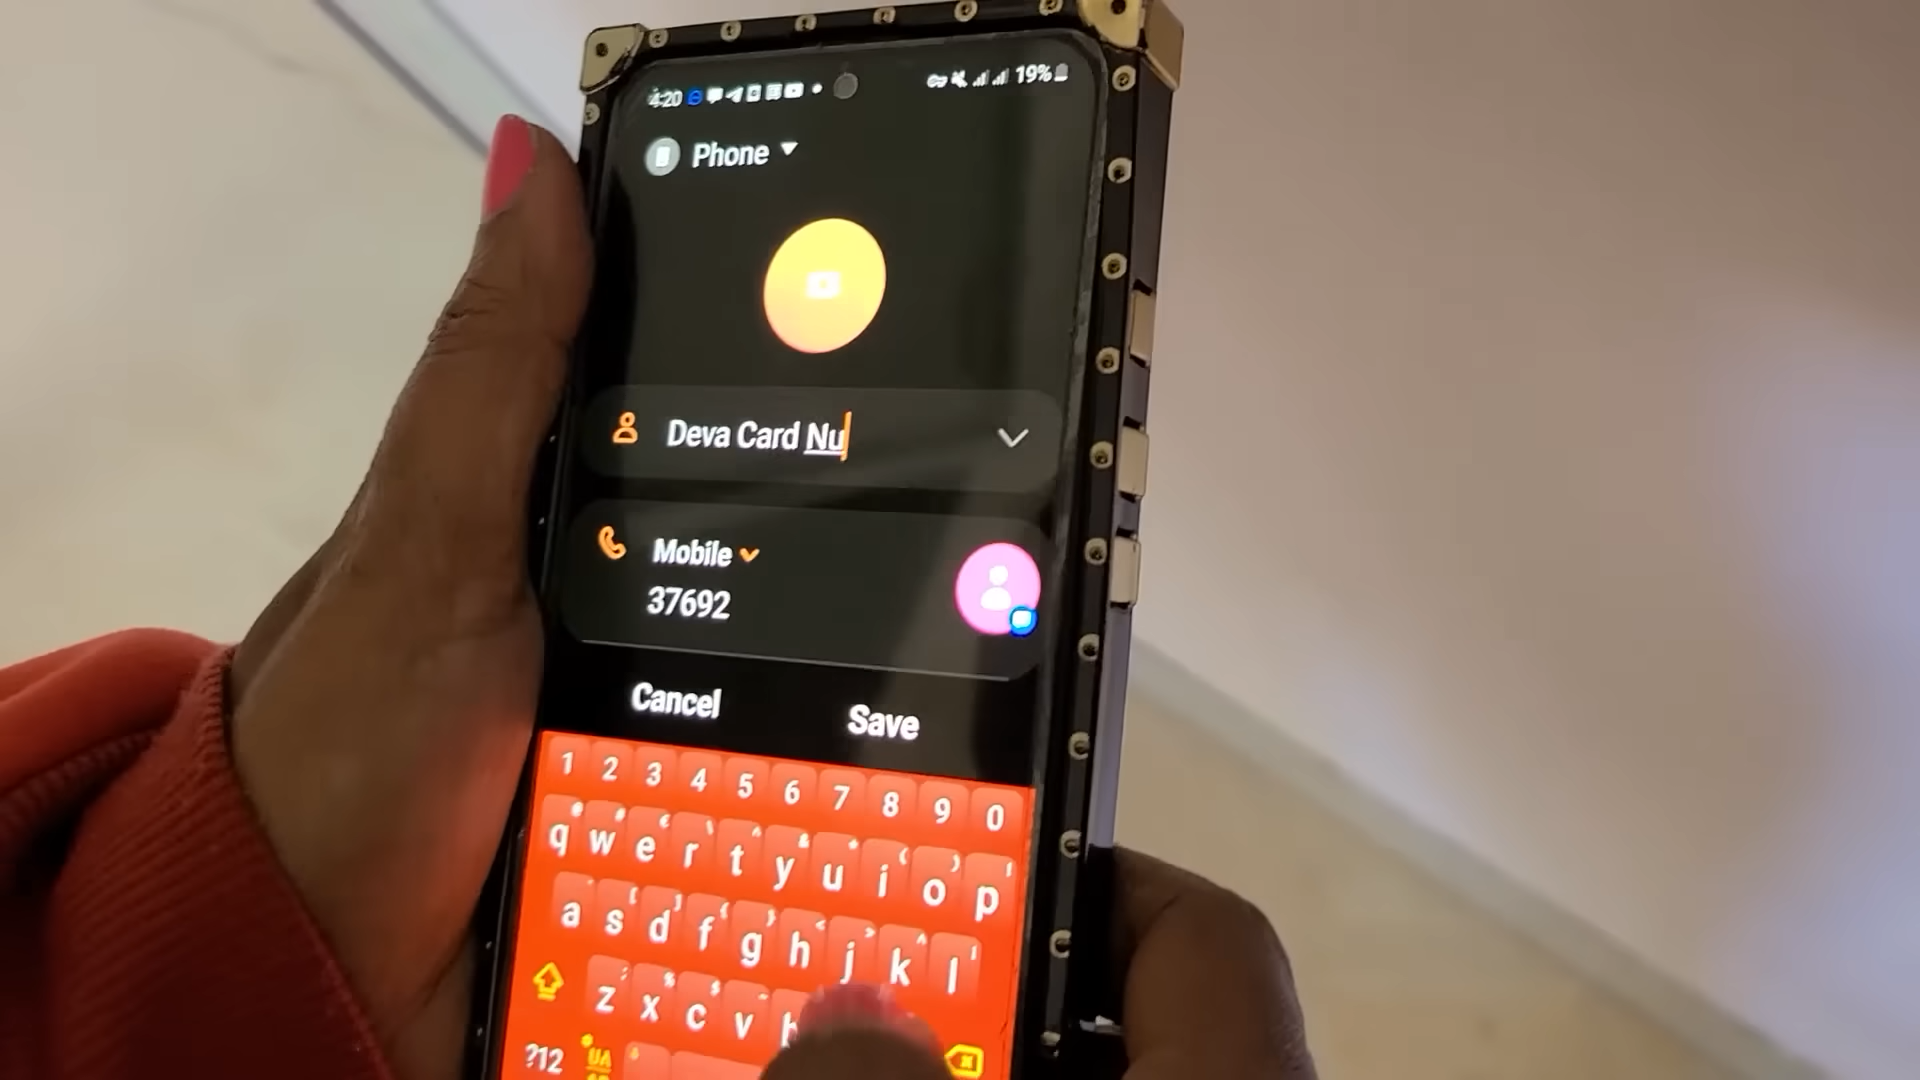 4:20 19%
Phone
Deva Card Nu
Mobile
37692
Cancel Save
1 2 3 4 5 6 7 8 9 0
q w e r t y u i o p
a s d f g h j k l
z x c v b
?12